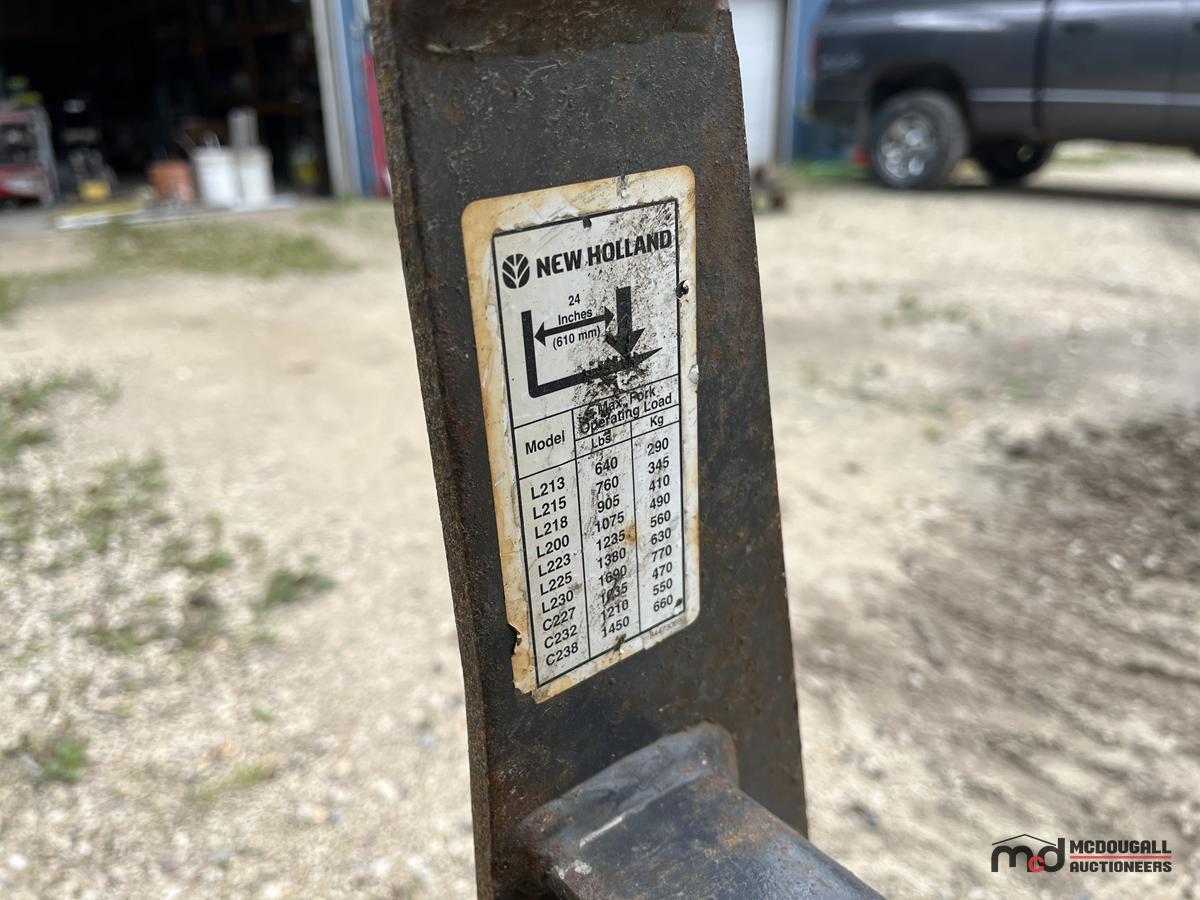 NEW HOLLAND
24
Inches
(610 mm)
Model
Max. Fork
Operating Load
Lbs
Kg
L213 640 290
L215 760 345
L218 905 410
L200 1075 490
L223 1235 560
L225 1380 630
L230 1690 770
C227 1035 470
C232 1210 550
C238 1450 660
mcd MCDOUGALL
AUCTIONEERS